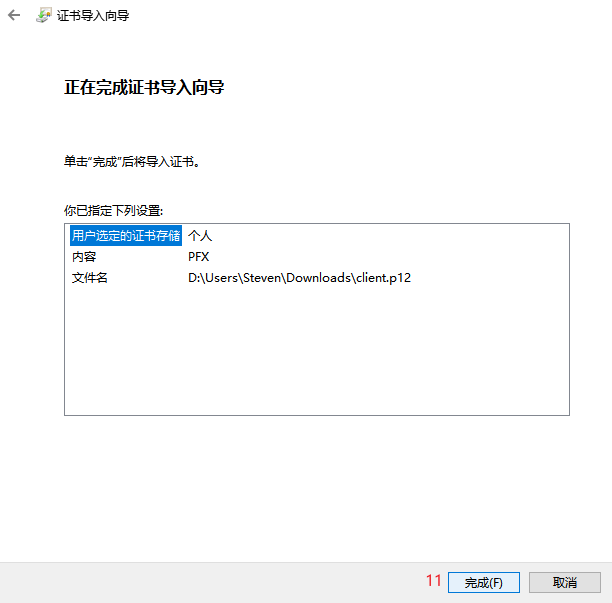 证书导入向导
正在完成证书导入向导
单击“完成”后将导入证书。
你已指定下列设置:
用户选定的证书存储 个人
内容 PFX
文件名 D:\Users\Steven\Downloads\client.p12
11 完成(F) 取消